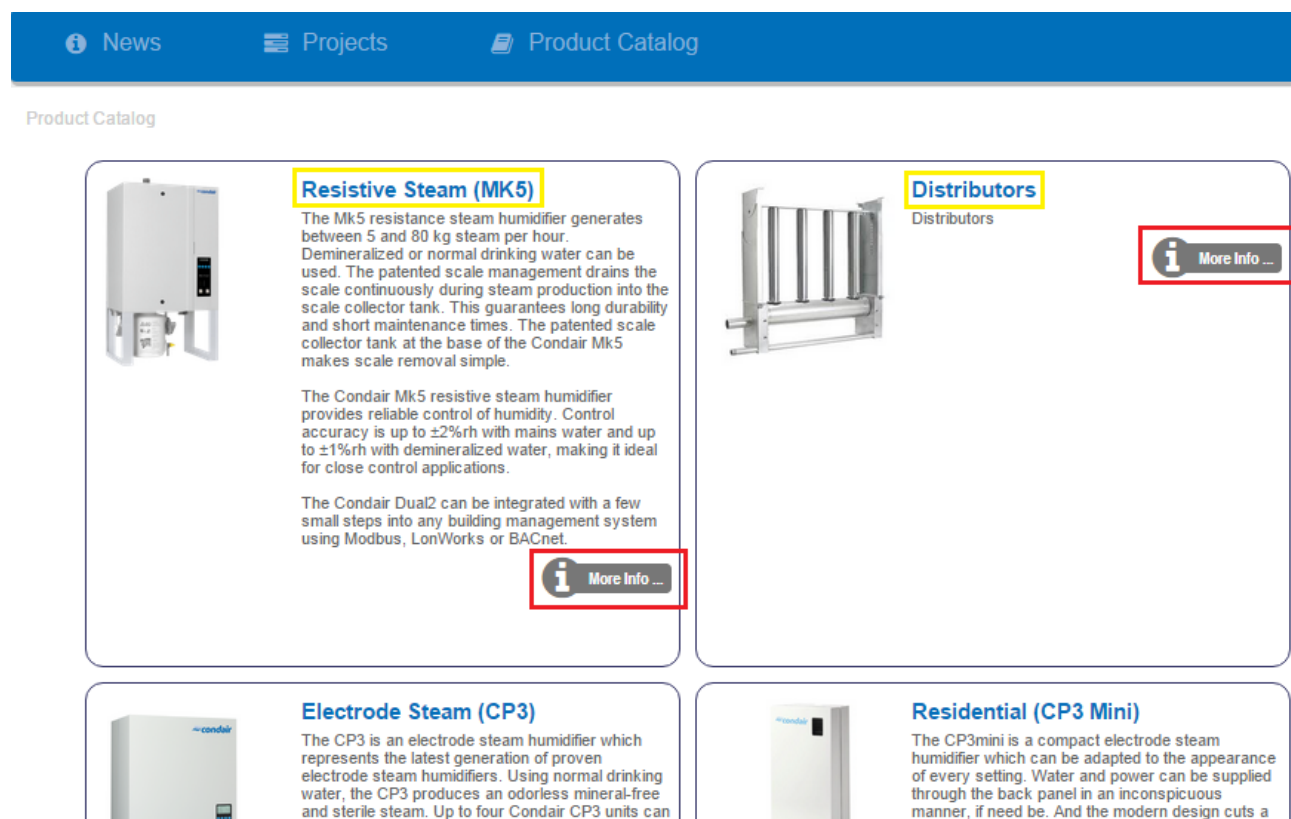 News
Projects
Product Catalog
Product Catalog
condair
Resistive Steam (MK5)
The Mk5 resistance steam humidifier generates
between 5 and 80 kg steam per hour.
Demineralized or normal drinking water can be
used. The patented scale management drains the
scale continuously during steam production into the
scale collector tank. This guarantees long durability
and short maintenance times. The patented scale
collector tank at the base of the Condair Mk5
makes scale removal simple.
The Condair Mk5 resistive steam humidifier
provides reliable control of humidity. Control
accuracy is up to ±2%rh with mains water and up
to ±1%rh with demineralized water, making it ideal
for close control applications.
The Condair Dual2 can be integrated with a few
small steps into any building management system
using Modbus, LonWorks or BACnet.
More Info ...
Distributors
Distributors
More Info ...
condair
Electrode Steam (CP3)
The CP3 is an electrode steam humidifier which
represents the latest generation of proven
electrode steam humidifiers. Using normal drinking
water, the CP3 produces an odorless mineral-free
and sterile steam. Up to four Condair CP3 units can
condair
Residential (CP3 Mini)
The CP3mini is a compact electrode steam
humidifier which can be adapted to the appearance
of every setting. Water and power can be supplied
through the back panel in an inconspicuous
manner, if need be. And the modern design cuts a